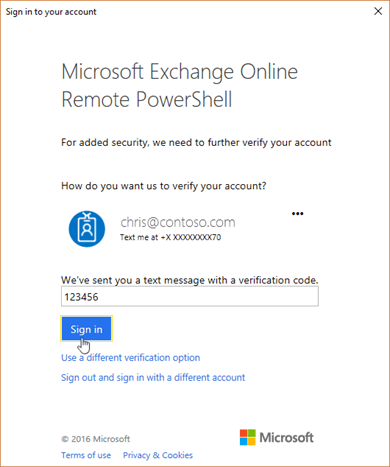 Sign in to your account
Microsoft Exchange Online
Remote PowerShell
For added security, we need to further verify your account
How do you want us to verify your account?
chris@contoso.com
•••
Text me at +X XXXXXXXX70
We've sent you a text message with a verification code.
123456
Sign in
Use a different verification option
Sign out and sign in with a different account
© 2016 Microsoft
Microsoft
Terms of use Privacy & Cookies